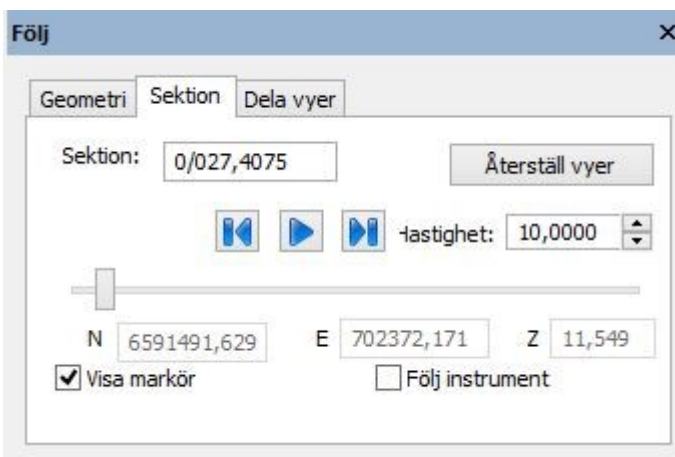 Följ
Geometri Sektion Dela vyer
Sektion: 0/027,4075 Återställ vyer
Hastighet: 10,0000
N 6591491,629 E 702372,171 Z 11,549
Visa markör Följ instrument